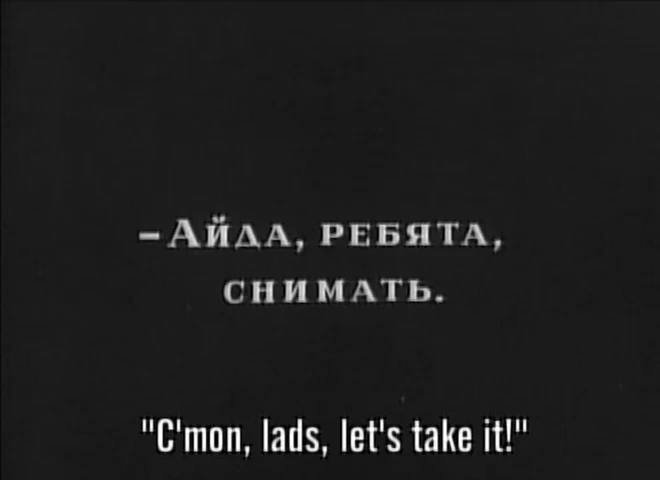 –Айда, ребята,
снимать.
"C'mon, lads, let's take it!"